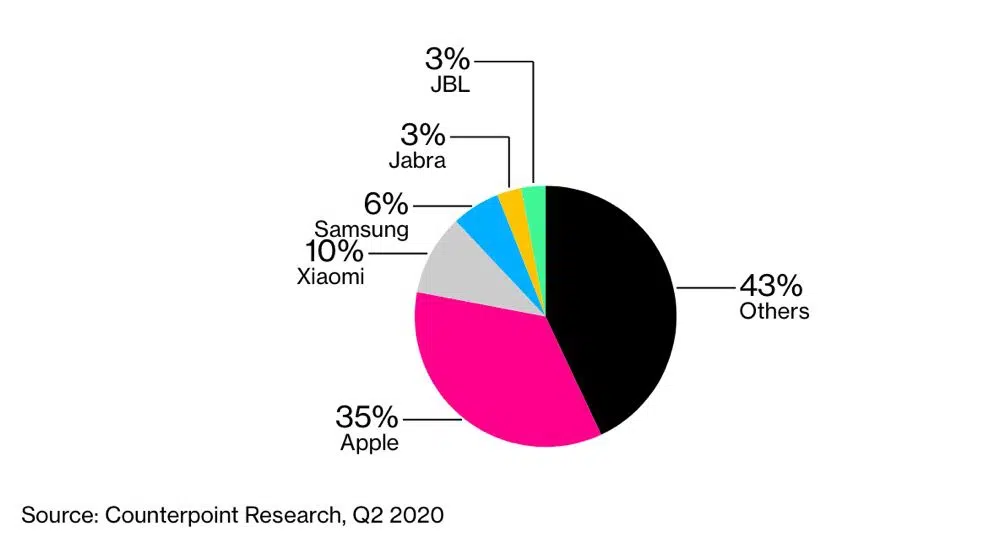 3%
JBL
3%
Jabra
6%
Samsung
10%
Xiaomi
43%
Others
35%
Apple
Source: Counterpoint Research, Q2 2020